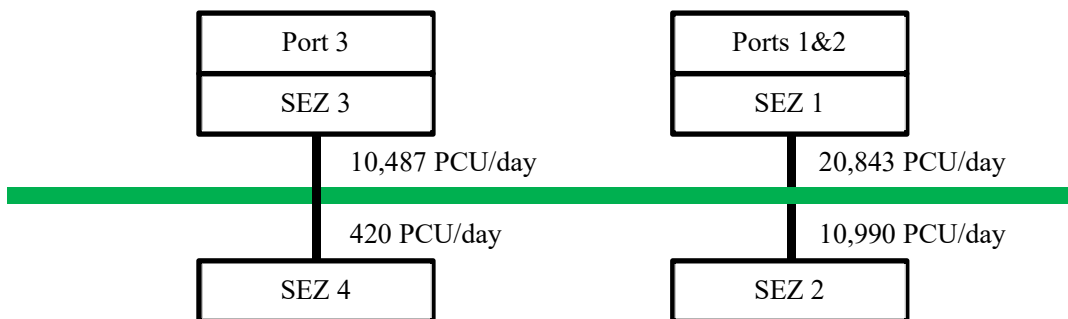 Port 3
Ports 1&2
SEZ 3
SEZ 1
10,487 PCU/day
20,843 PCU/day
420 PCU/day
10,990 PCU/day
SEZ 4
SEZ 2